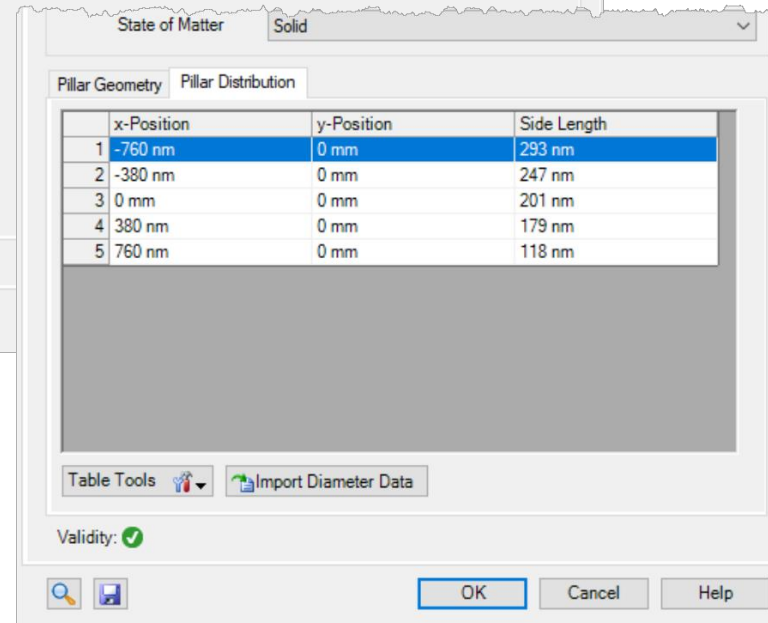 State of Matter Solid
Pillar Geometry Pillar Distribution
x-Position y-Position Side Length
1 -760 nm 0 mm 293 nm
2 -380 nm 0 mm 247 nm
3 0 mm 0 mm 201 nm
4 380 nm 0 mm 179 nm
5 760 nm 0 mm 118 nm
Table Tools Import Diameter Data
Validity:
OK Cancel Help